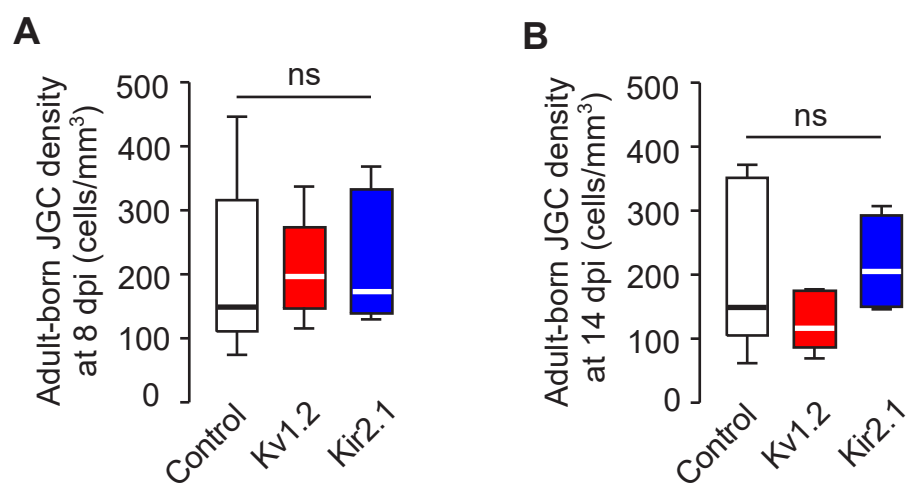 A
Adult-born JGC density
at 8 dpi (cells/mm³)
500
400
300
200
100
0
ns
Control
Kv1.2
Kir2.1
B
Adult-born JGC density
at 14 dpi (cells/mm³)
500
400
300
200
100
0
ns
Control
Kv1.2
Kir2.1